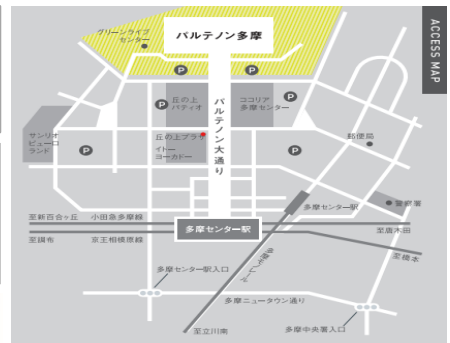 ACCESS MAP
グリーンライブ
センター
パルテノン多摩
P
P
P
P
丘の上
パティオ
ココリア
多摩センター
パルテノン大通り
サンリオ
ピューロ
ランド
P
丘の上プラザ
イトー
ヨーカドー
P
郵便局
警察署
多摩センター駅
至新百合ヶ丘
小田急多摩線
多摩センター駅
至唐木田
至調布
京王相模原線
至橋本
多摩モノレール
多摩センター駅入口
多摩ニュータウン通り
至立川南
多摩中央署入口